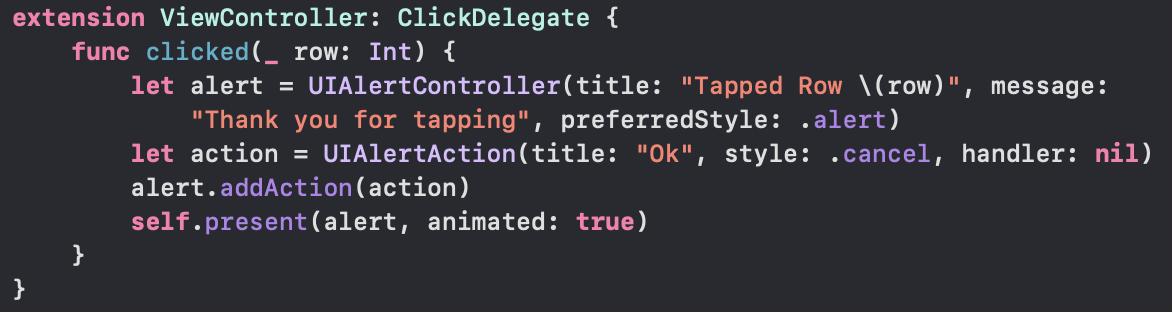 extension ViewController: ClickDelegate {
    func clicked(_ row: Int) {
        let alert = UIAlertController(title: "Tapped Row \(row)", message:
            "Thank you for tapping", preferredStyle: .alert)
        let action = UIAlertAction(title: "Ok", style: .cancel, handler: nil)
        alert.addAction(action)
        self.present(alert, animated: true)
    }
}